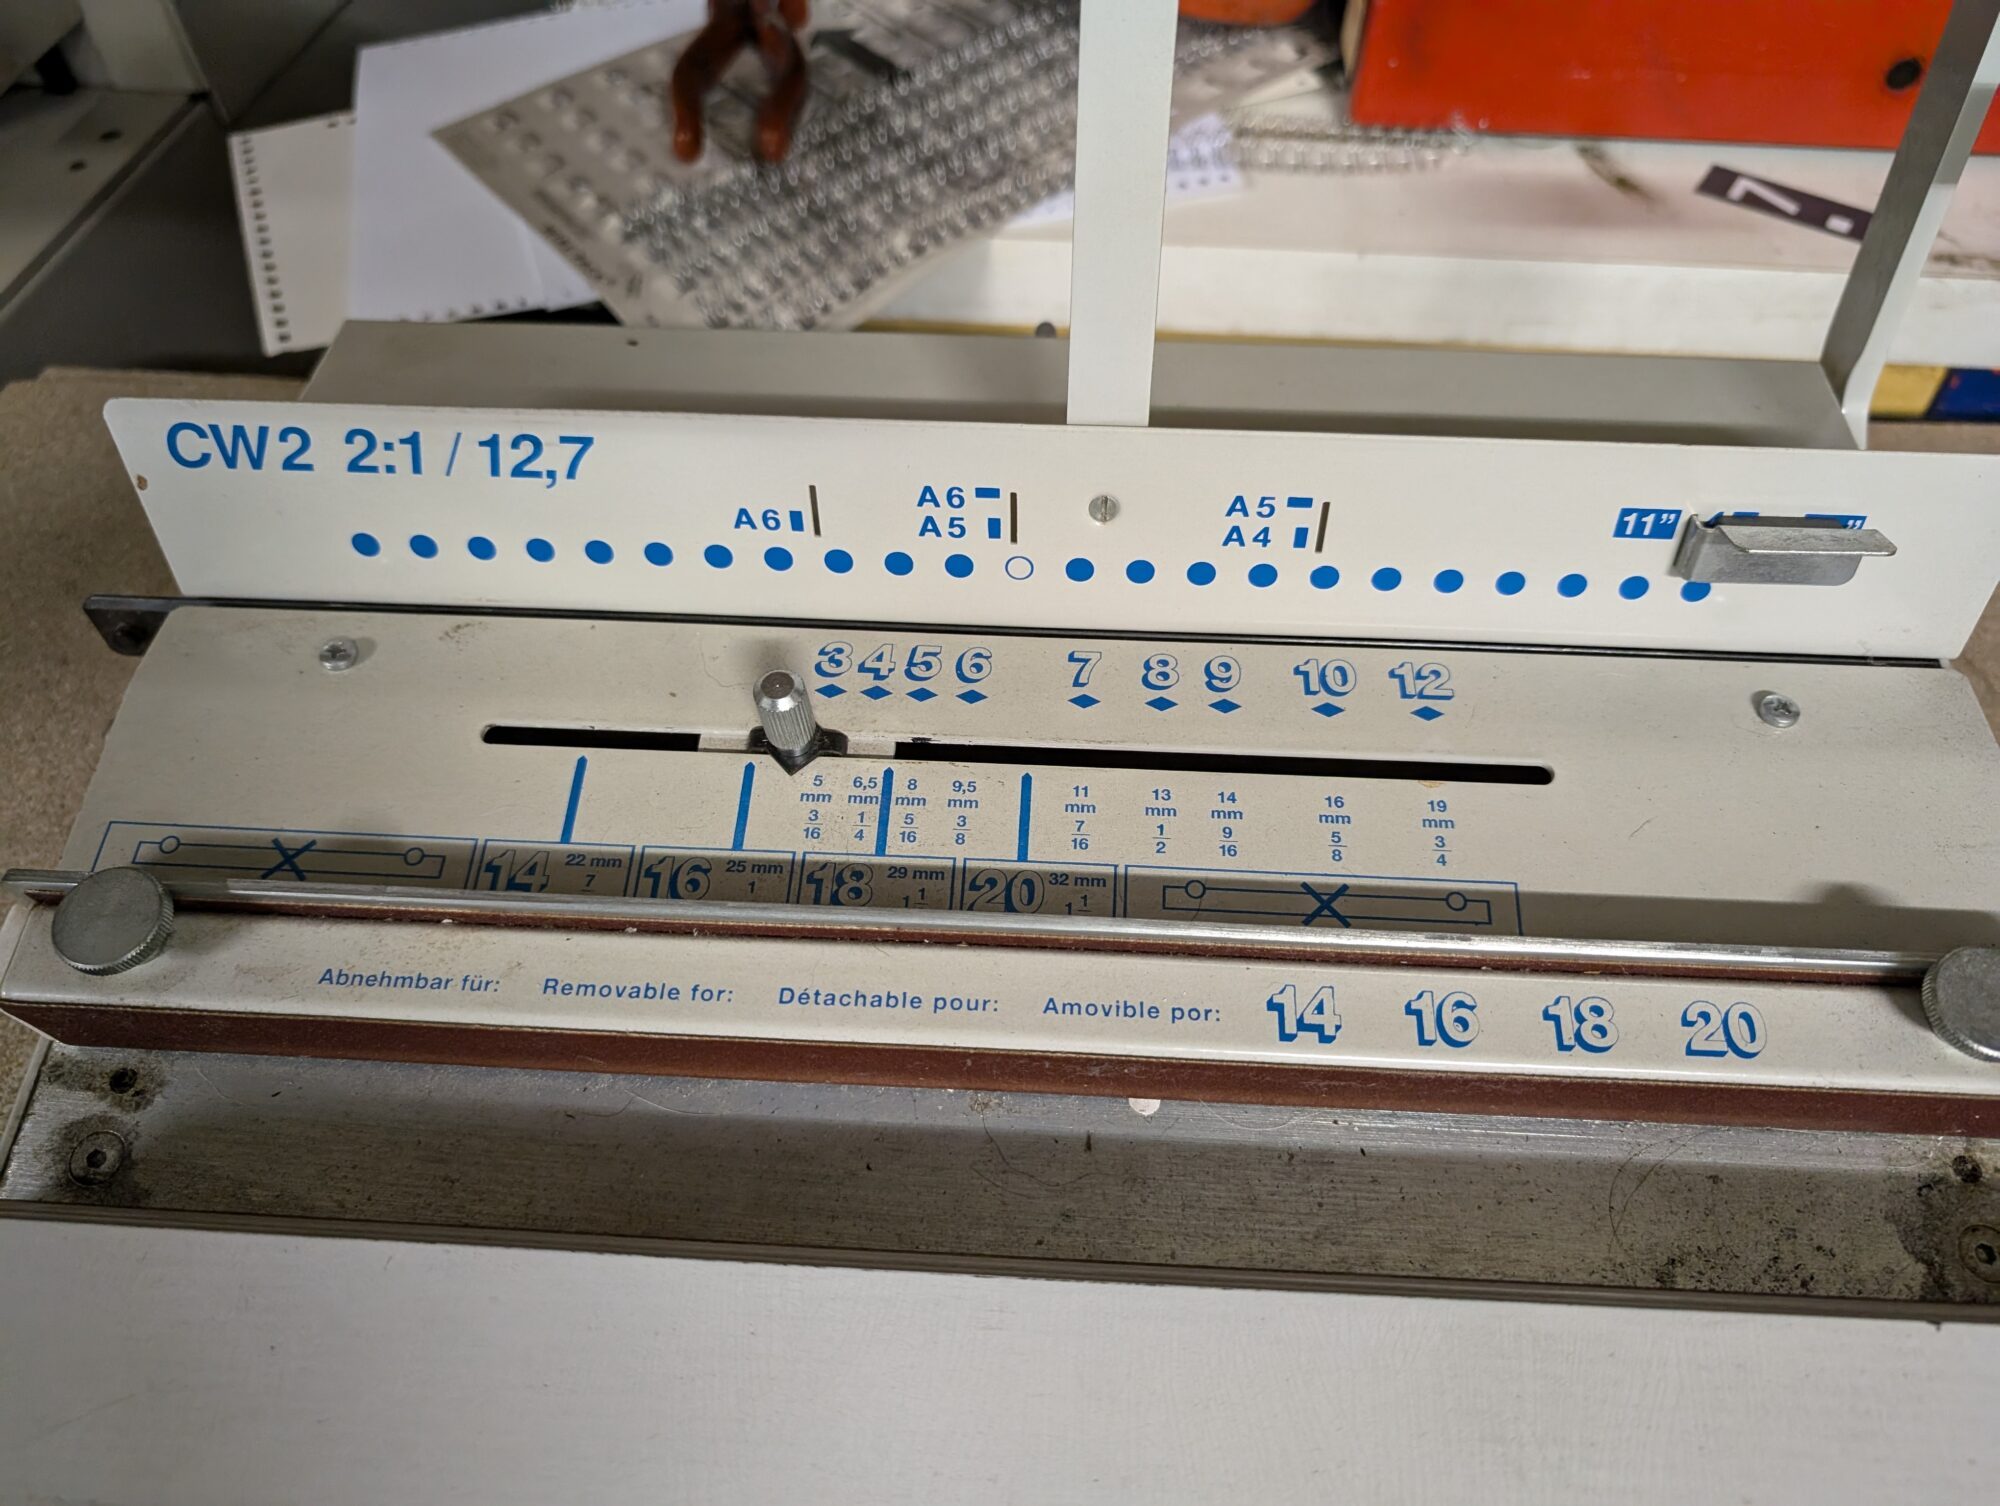 CW2 2:1 / 12,7
A6
A6
A5
A5
A4
11”
3 4 5 6 7 8 9 10 12
5 mm 3/16
6,5 mm 1/4
8 mm 5/16
9,5 mm 3/8
11 mm 7/16
13 mm 1/2
14 mm 9/16
16 mm 5/8
19 mm 3/4
14 22 mm 7
16 25 mm 1
18 29 mm 1 1
20 32 mm 1 1
Abnehmbar für: Removable for: Détachable pour: Amovible por: 14 16 18 20